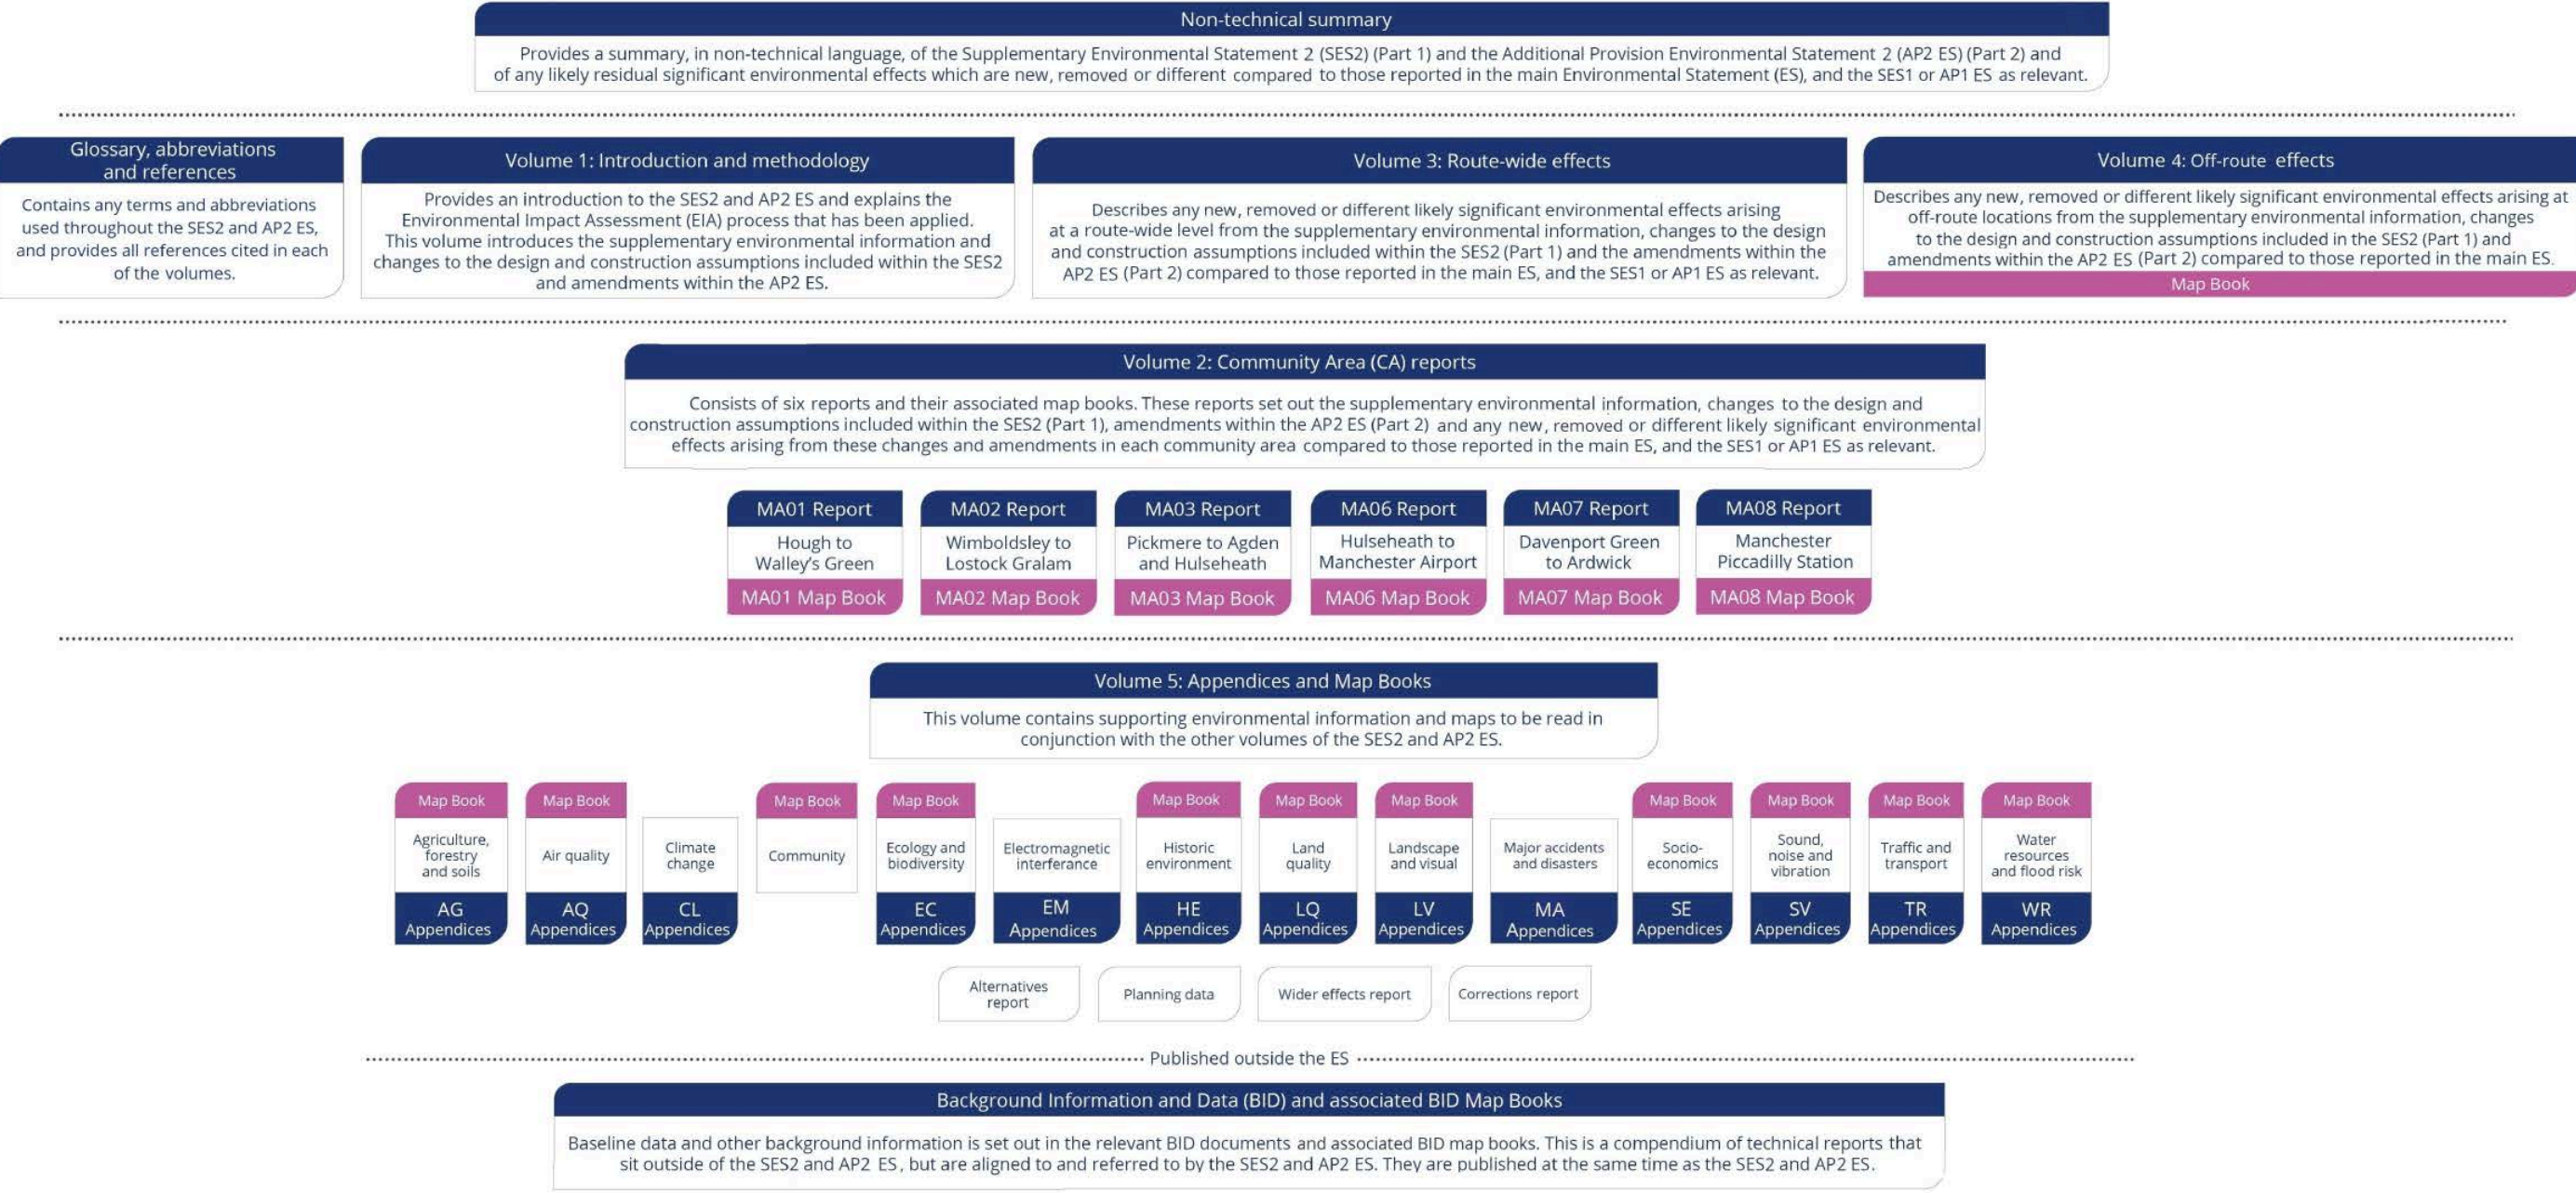 Non-technical summary
Provides a summary, in non-technical language, of the Supplementary Environmental Statement 2 (SES2) (Part 1) and the Additional Provision Environmental Statement 2 (AP2 ES) (Part 2) and
of any likely residual significant environmental effects which are new, removed or different compared to those reported in the main Environmental Statement (ES), and the SES1 or AP1 ES as relevant.
Glossary, abbreviations
and references
Contains any terms and abbreviations
used throughout the SES2 and AP2 ES,
and provides all references cited in each
of the volumes.
Volume 1: Introduction and methodology
Provides an introduction to the SES2 and AP2 ES and explains the
Environmental Impact Assessment (EIA) process that has been applied.
This volume introduces the supplementary environmental information and
changes to the design and construction assumptions included within the SES2
and amendments within the AP2 ES.
Volume 3: Route-wide effects
Describes any new, removed or different likely significant environmental effects arising
at a route-wide level from the supplementary environmental information, changes to the design
and construction assumptions included within the SES2 (Part 1) and the amendments within the
AP2 ES (Part 2) compared to those reported in the main ES, and the SES1 or AP1 ES as relevant.
Volume 4: Off-route effects
Describes any new, removed or different likely significant environmental effects arising at
off-route locations from the supplementary environmental information, changes
to the design and construction assumptions included in the SES2 (Part 1) and
amendments within the AP2 ES (Part 2) compared to those reported in the main ES.
Map Book
Volume 2: Community Area (CA) reports
Consists of six reports and their associated map books. These reports set out the supplementary environmental information, changes to the design and
construction assumptions included within the SES2 (Part 1), amendments within the AP2 ES (Part 2) and any new, removed or different likely significant environmental
effects arising from these changes and amendments in each community area compared to those reported in the main ES, and the SES1 or AP1 ES as relevant.
MA01 Report
Hough to
Walley's Green
MA01 Map Book
MA02 Report
Wimboldsley to
Lostock Gralam
MA02 Map Book
MA03 Report
Pickmere to Agden
and Hulseheath
MA03 Map Book
MA06 Report
Hulseheath to
Manchester Airport
MA06 Map Book
MA07 Report
Davenport Green
to Ardwick
MA07 Map Book
MA08 Report
Manchester
Piccadilly Station
MA08 Map Book
Volume 5: Appendices and Map Books
This volume contains supporting environmental information and maps to be read in
conjunction with the other volumes of the SES2 and AP2 ES.
Map Book
Agriculture,
forestry
and soils
AG
Appendices
Map Book
Air quality
AQ
Appendices
Climate
change
CL
Appendices
Map Book
Community
Map Book
Ecology and
biodiversity
EC
Appendices
Electromagnetic
interferance
EM
Appendices
Map Book
Historic
environment
HE
Appendices
Map Book
Land
quality
LQ
Appendices
Map Book
Landscape
and visual
LV
Appendices
Major accidents
and disasters
MA
Appendices
Map Book
Socio-
economics
SE
Appendices
Map Book
Sound,
noise and
vibration
SV
Appendices
Map Book
Traffic and
transport
TR
Appendices
Map Book
Water
resources
and flood risk
WR
Appendices
Alternatives
report
Planning data
Wider effects report
Corrections report
Published outside the ES
Background Information and Data (BID) and associated BID Map Books
Baseline data and other background information is set out in the relevant BID documents and associated BID map books. This is a compendium of technical reports that
sit outside of the SES2 and AP2 ES, but are aligned to and referred to by the SES2 and AP2 ES. They are published at the same time as the SES2 and AP2 ES.